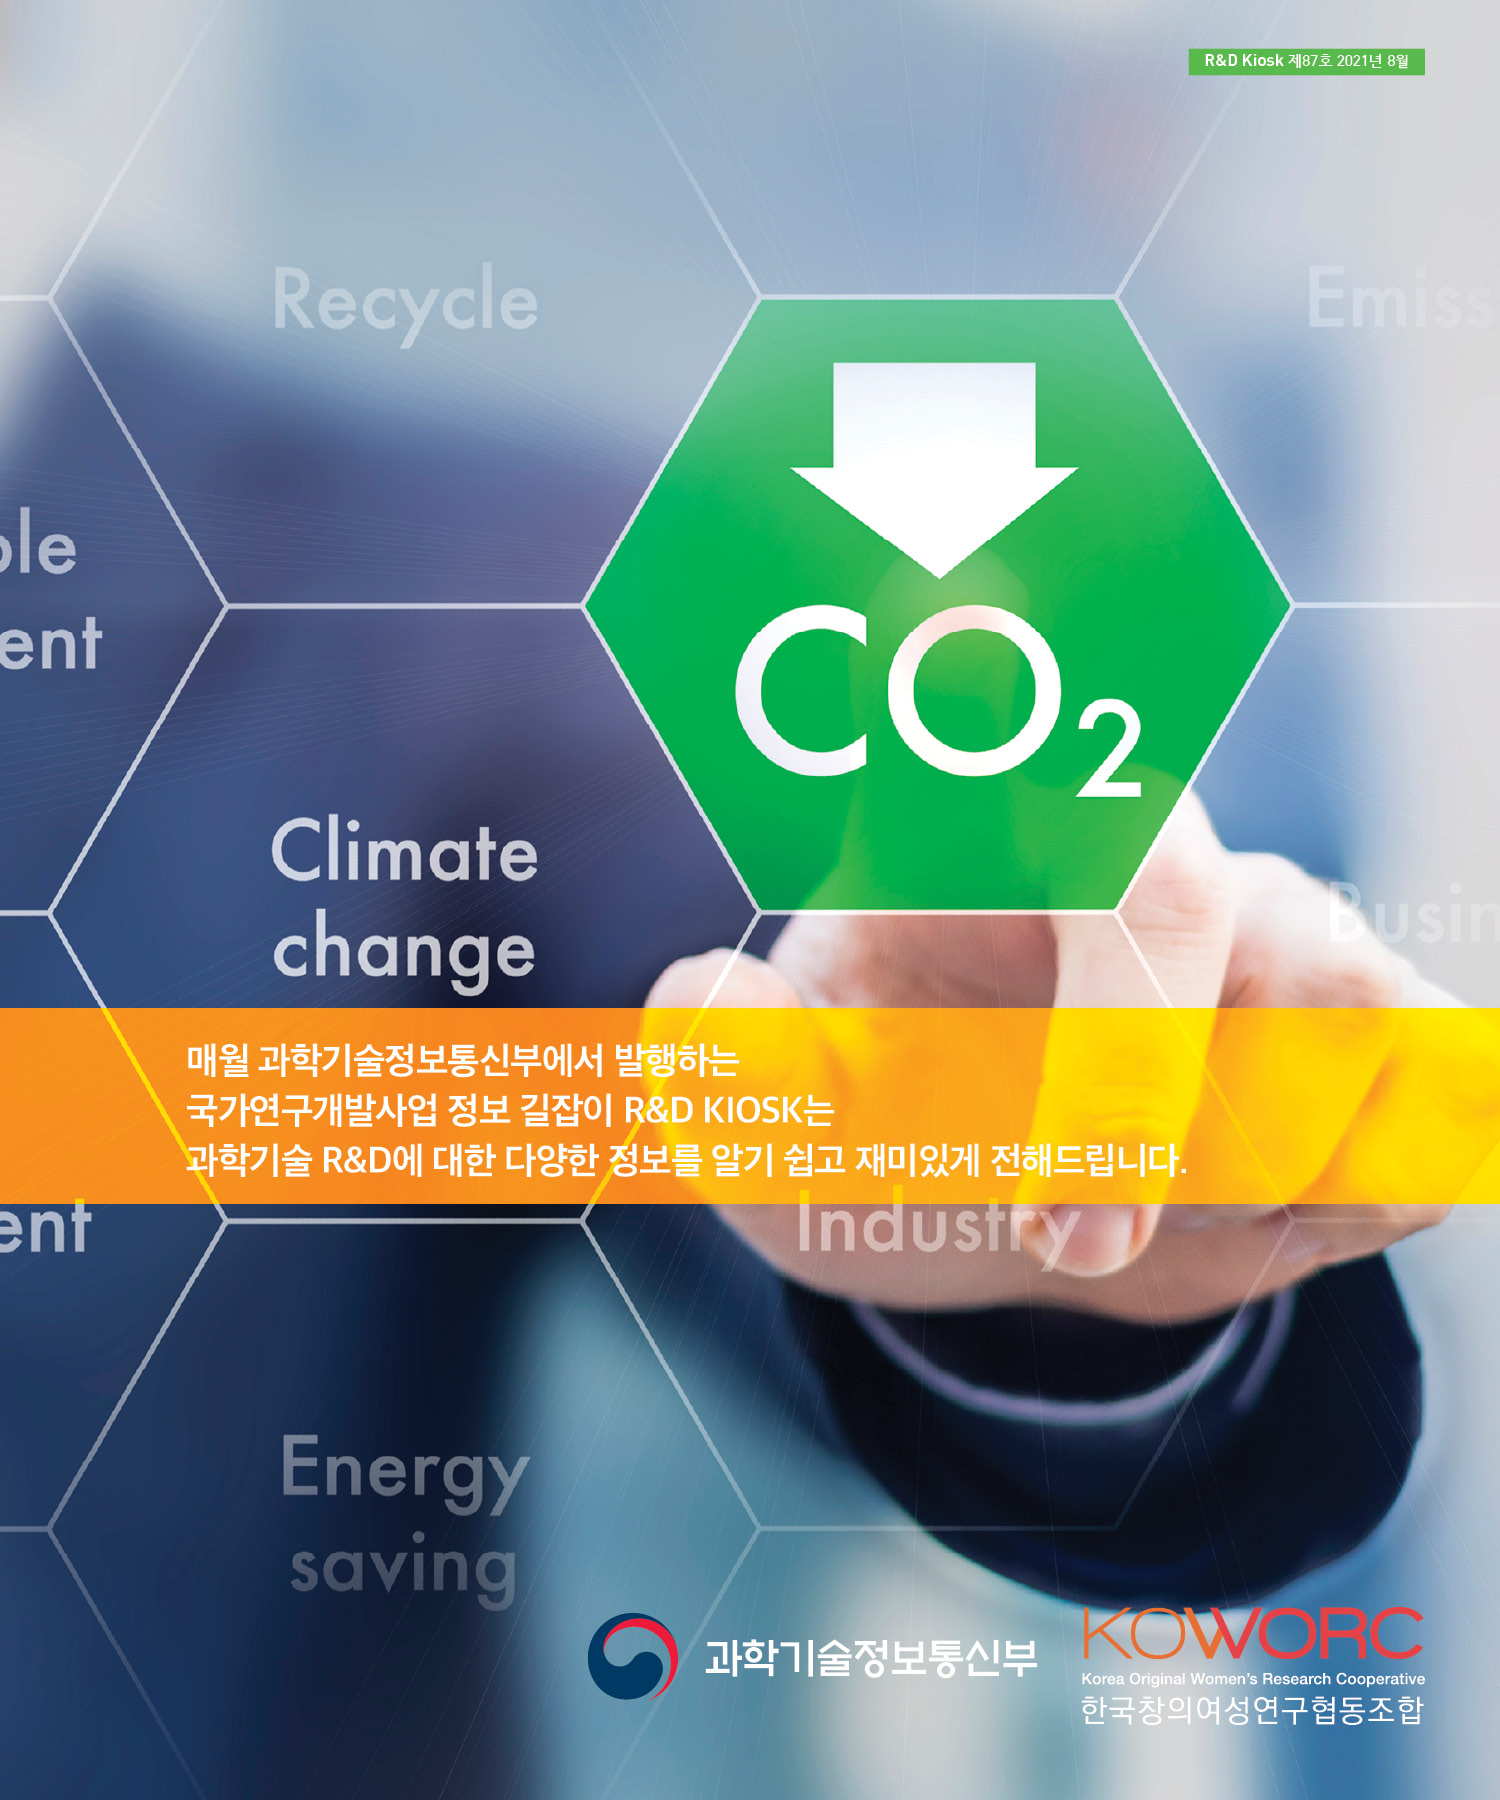 R&D Kiosk 제87호 2021년 8월
Recycle
Emiss
ple
ent
CO₂
Climate
change
Busin
매월 과학기술정보통신부에서 발행하는
국가연구개발사업 정보 길잡이 R&D KIOSK는
과학기술 R&D에 대한 다양한 정보를 알기 쉽고 재미있게 전해드립니다.
ent
Industry
Energy
saving
과학기술정보통신부
KOWORC
Korea Original Women's Research Cooperative
한국창의여성연구협동조합